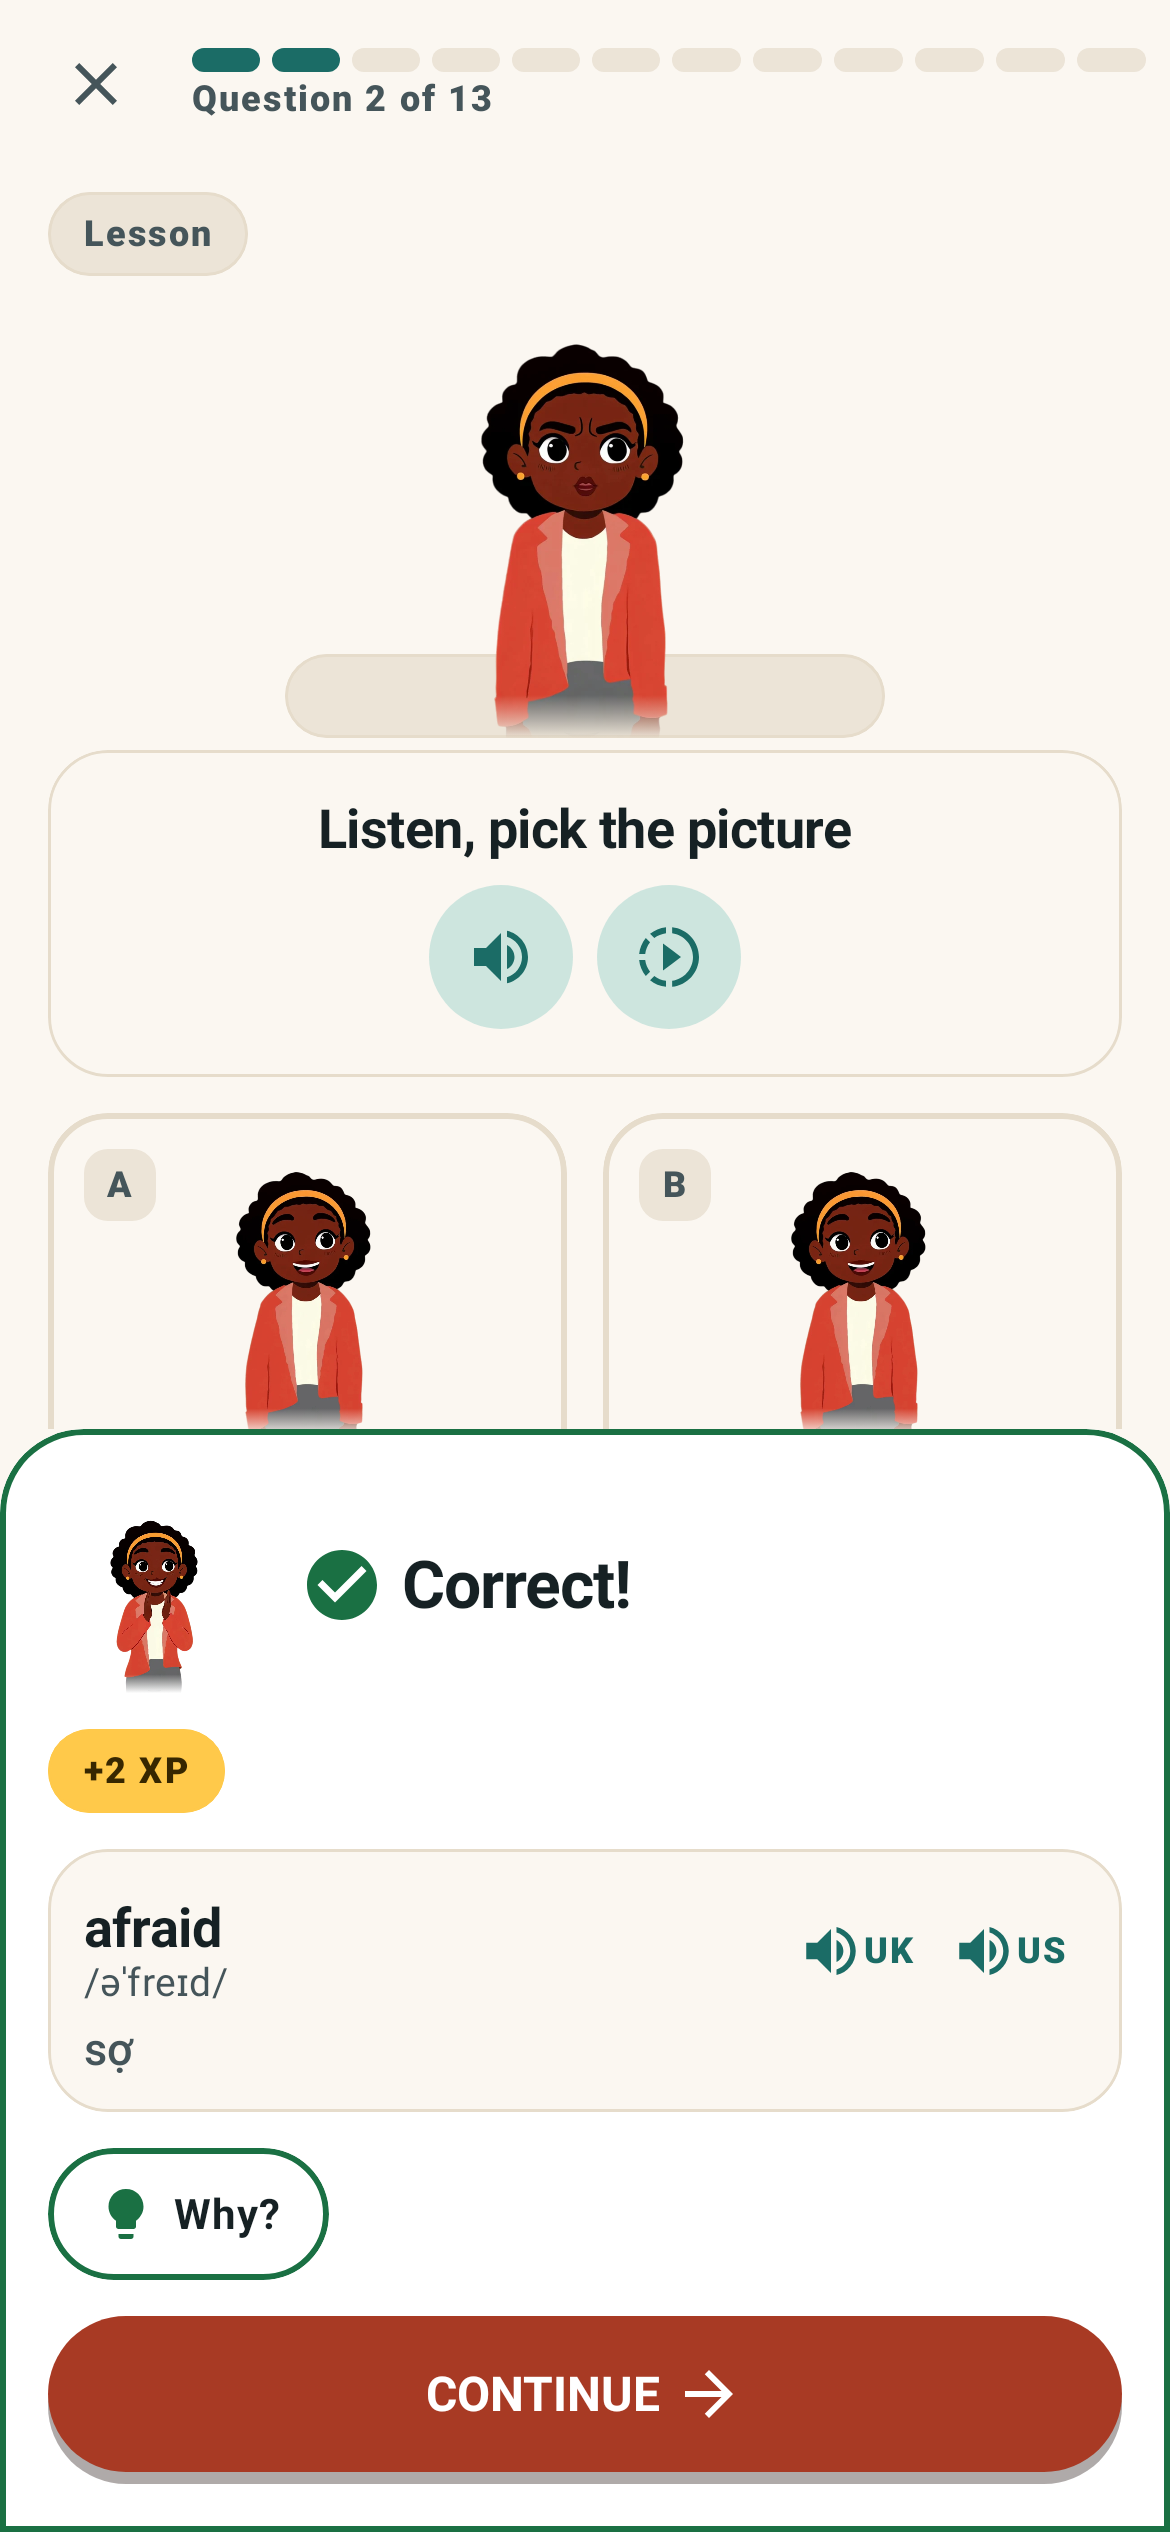 Question 2 of 13
Lesson
Listen, pick the picture
A
B
Correct!
+2 XP
afraid
/əˈfreɪd/
UK
US
sợ
Why?
CONTINUE